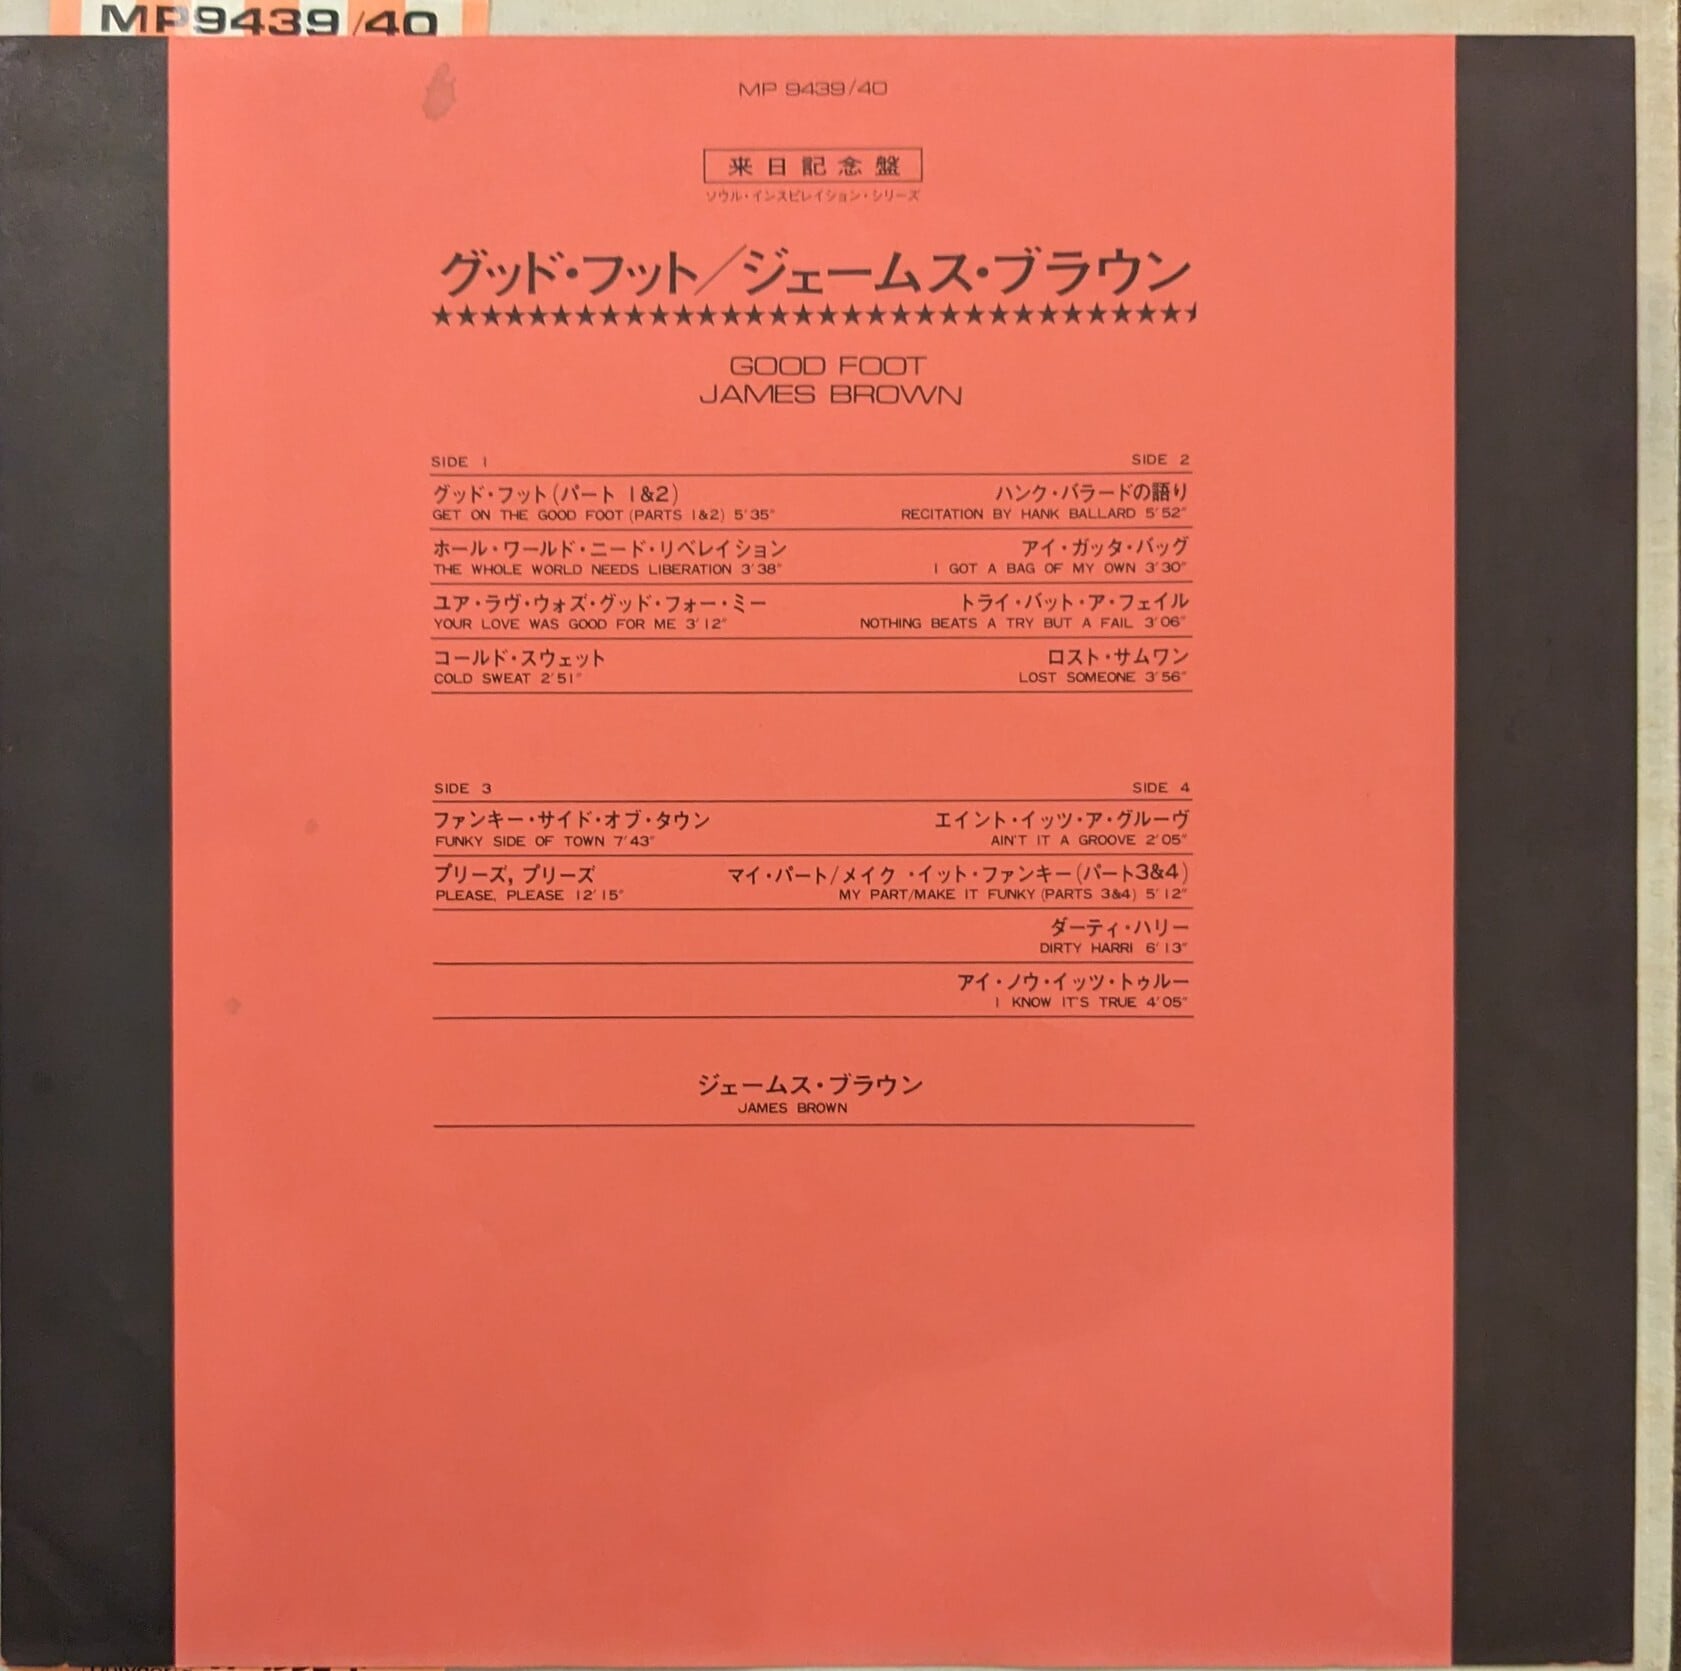 MP9439/40
MP 9439/40
来日記念盤
ソウル・インスピレイション・シリーズ
グッド・フット/ジェームス・ブラウン
★★★★★★★★★★★★★★★★★★★★★★★★★★★★★★★
GOOD FOOT
JAMES BROWN
SIDE 1
グッド・フット(パート 1&2)
GET ON THE GOOD FOOT (PARTS 1&2) 5'35"
ホール・ワールド・ニード・リベレイション
THE WHOLE WORLD NEEDS LIBERATION 3'38"
ユア・ラヴ・ウォズ・グッド・フォー・ミー
YOUR LOVE WAS GOOD FOR ME 3'12"
コールド・スウェット
COLD SWEAT 2'51"
SIDE 2
ハンク・バラードの語り
RECITATION BY HANK BALLARD 5'52"
アイ・ガッタ・バッグ
I GOT A BAG OF MY OWN 3'30"
トライ・バット・ア・フェイル
NOTHING BEATS A TRY BUT A FAIL 3'06"
ロスト・サムワン
LOST SOMEONE 3'56"
SIDE 3
ファンキー・サイド・オブ・タウン
FUNKY SIDE OF TOWN 7'43"
プリーズ, プリーズ
PLEASE, PLEASE 12'15"
SIDE 4
エイント・イッツ・ア・グルーヴ
AIN'T IT A GROOVE 2'05"
マイ・パート/メイク・イット・ファンキー(パート3&4)
MY PART/MAKE IT FUNKY (PARTS 3&4) 5'12"
ダーティ・ハリー
DIRTY HARRI 6'13"
アイ・ノウ・イッツ・トゥルー
I KNOW IT'S TRUE 4'05"
ジェームス・ブラウン
JAMES BROWN